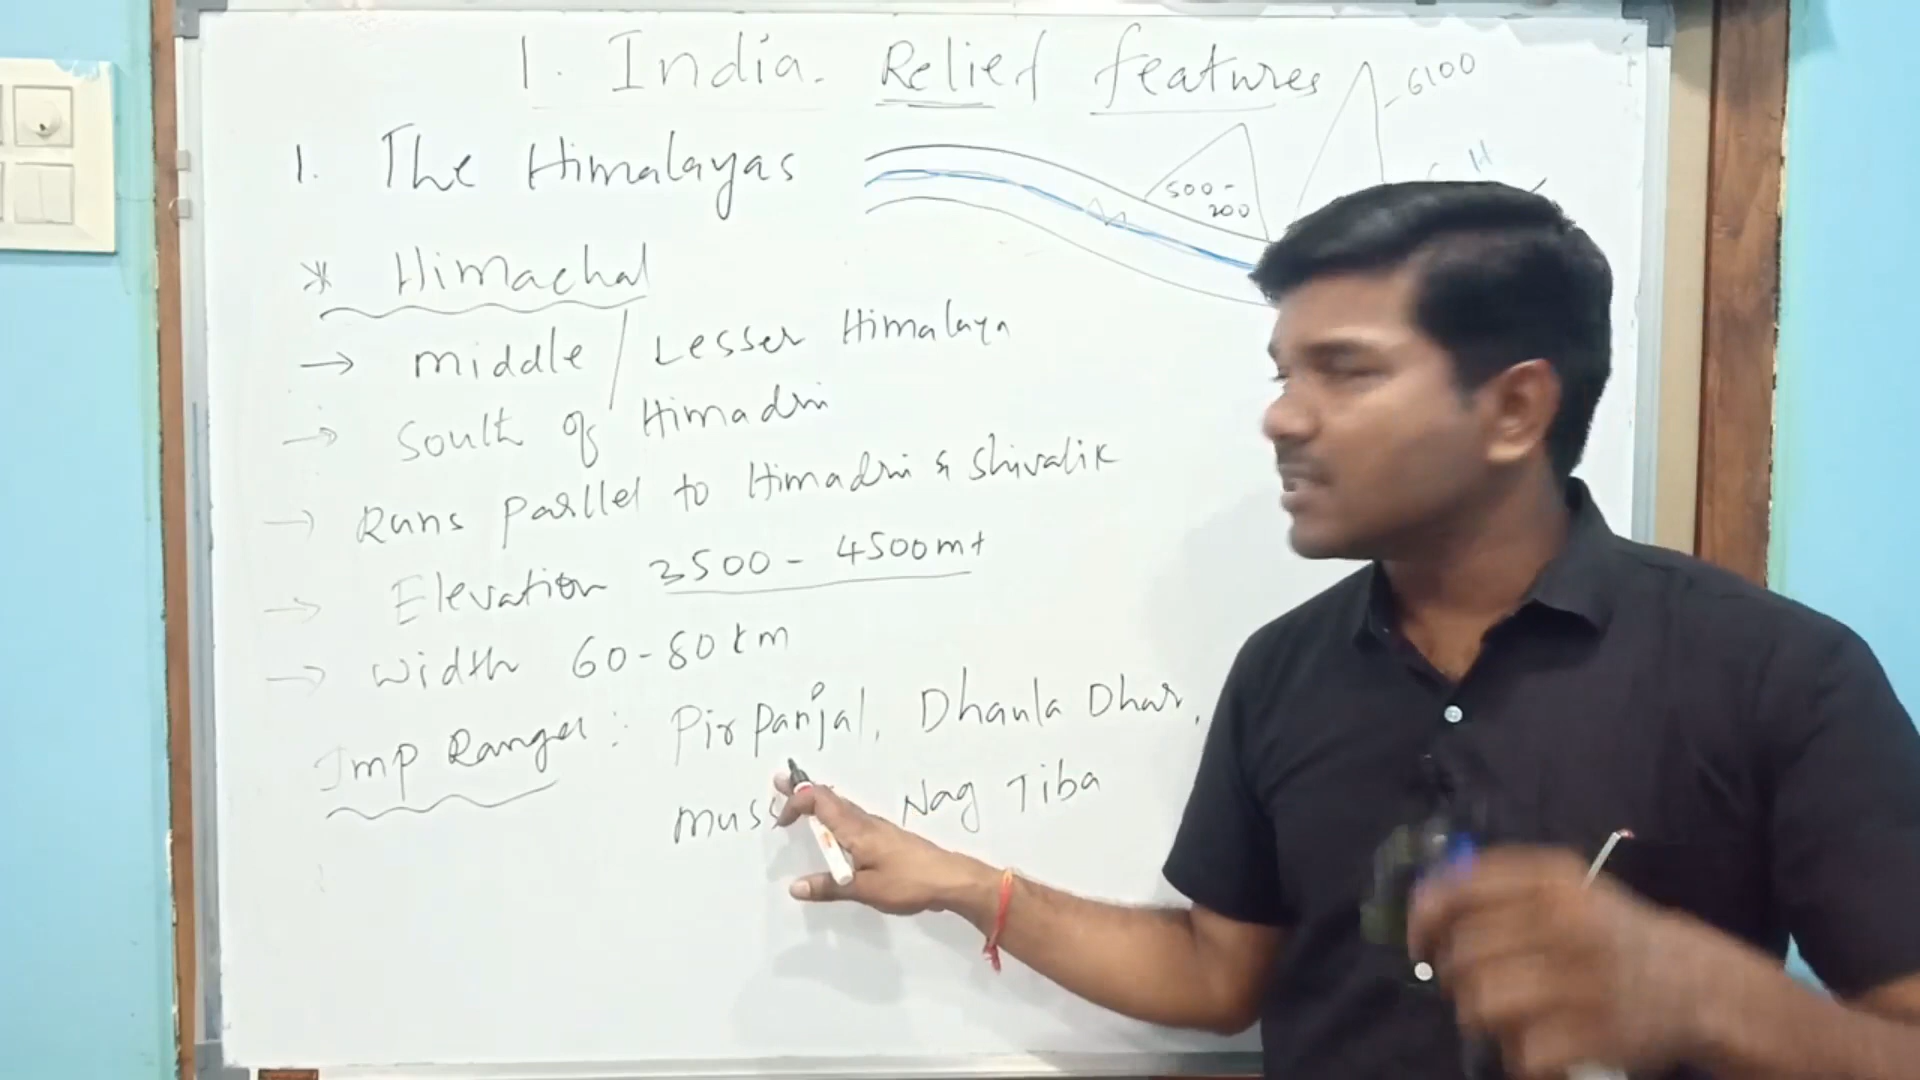 1. India. Relief features
6100
1. The Himalayas
H
500-
200
* Himachal
→ Middle / Lesser Himalaya
→ South of Himadri
→ Runs parllel to Himadri & Shivalik
→ Elevation 3500 - 4500mt
→ Width 60-80 km
Imp Ranges : Pir Panjal, Dhaula Dhar,
Nag Tiba